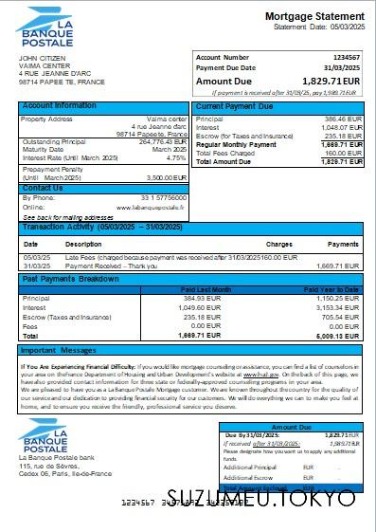 LA
BANQUE
POSTALE
Mortgage Statement
Statement Date: 05/03/2025
JOHN CITIZEN
VAIMA CENTER
4 RUE JEANNE D'ARC
98714 PAPEE TE, FRANCE
Account Number 1234567
Payment Due Date 31/03/2025
Amount Due 1,829.71 EUR
If payment is received after 31/03/2025, pay 1,989.71 EUR
Account Information
Property Address Vaima center
4 rue Jeanne d'arc
98714 Papeete, France
Outstanding Principal 264,776.43 EUR
Maturity Date March 2025
Interest Rate (Until March 2025) 4.75%
Prepayment Penalty
(Until March 2025) 3,500.00 EUR
Current Payment Due
Principal 386.46 EUR
Interest 1,048.07 EUR
Escrow (for Taxes and Insurance) 235.18 EUR
Regular Monthly Payment 1,669.71 EUR
Total Fees Charged 160.00 EUR
Total Amount Due 1,829.71 EUR
Contact Us
By Phone. 33 1 57756000
Online: www.labanquepostale.fr
See back for mailing addresses
Transaction Activity (05/03/2025 – 31/03/2025)
Date Description Charges Payments
05/03/25 Late Fees (charged because payment was received after 31/03/2025 160.00 EUR
31/03/25 Payment Received - Thank you 1,669.71 EUR
Past Payments Breakdown
Paid Last Month Paid Year to Date
Principal 384.93 EUR 1,150.25 EUR
Interest 1,049.60 EUR 3,153.34 EUR
Escrow (Taxes and Insurance) 235.18 EUR 705.54 EUR
Fees 0.00 EUR 0.00 EUR
Total 1,669.71 EUR 5,009.13 EUR
Important Messages
If You Are Experiencing Financial Difficulty: If you would like mortgage counseling or assistance, you can find a list of counselors in
your area on the France Department of Housing and Urban Development's website at www.hud.gov. On the back of this page, we
have also provided contact information for three state or federally-approved counseling programs in your area.
We are pleased to have you as a La Banque Postale Mortgage customer. We are known throughout the country for the quality of
our service and our dedication to providing financial security for our customers. We will do everything we can to make you feel at
home, and to ensure you receive the friendly, professional service you deserve.
LA
BANQUE
POSTALE
La Banque Postale bank
115, rue de Sèvres,
Cedex 06, Paris, Ile-de-France
Amount Due
Due By 31/03/2025: 1,829.71 EUR
If received after 31/03/2025: 1,989.71 EUR
Please designate how you want us to apply any additional
funds.
Additional Principal EUR
Additional Escrow EUR
SUZUMEU.TOKYO